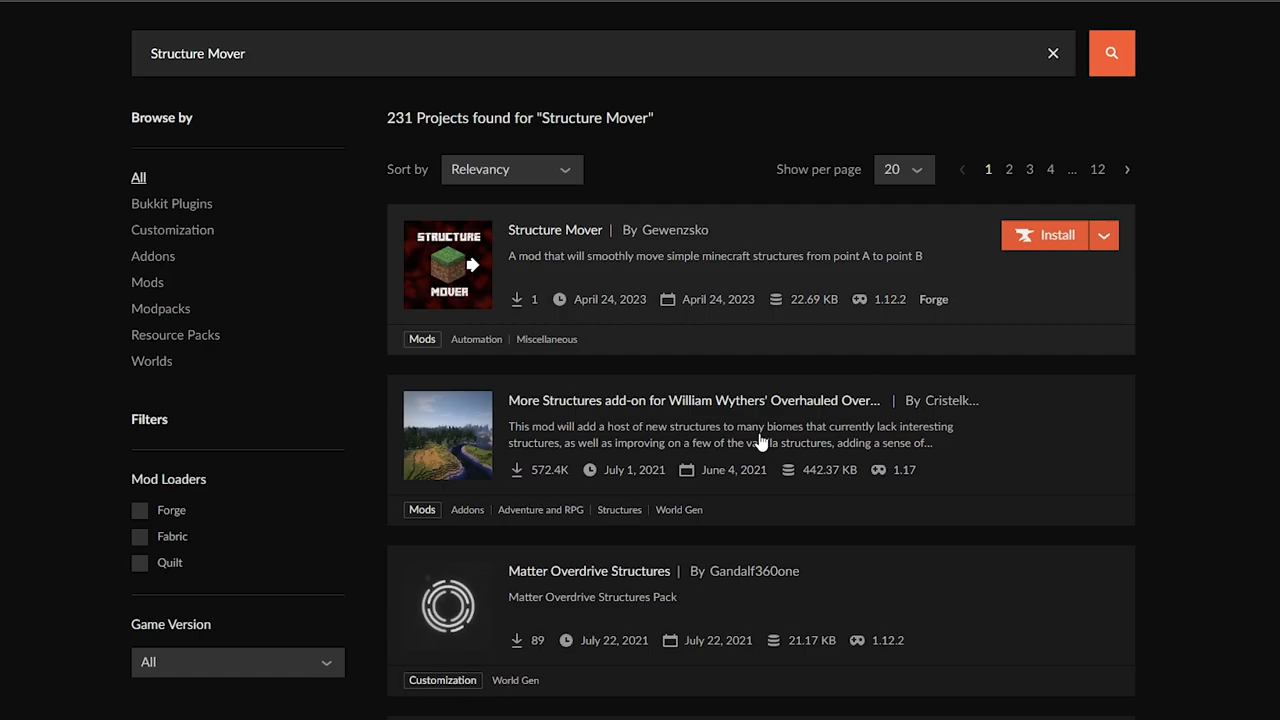 Structure Mover
Browse by
All
Bukkit Plugins
Customization
Addons
Mods
Modpacks
Resource Packs
Worlds
Filters
Mod Loaders
Forge
Fabric
Quilt
Game Version
All
231 Projects found for "Structure Mover"
Sort by Relevancy Show per page 20 1 2 3 4 ... 12
STRUCTURE
MOVER
Structure Mover | By Gewenzsko
Install
A mod that will smoothly move simple minecraft structures from point A to point B
1 April 24, 2023 April 24, 2023 22.69 KB 1.12.2 Forge
Mods Automation | Miscellaneous
More Structures add-on for William Wythers' Overhauled Over... | By Cristelk...
This mod will add a host of new structures to many biomes that currently lack interesting
structures, as well as improving on a few of the structures, adding a sense of...
572.4K July 1, 2021 June 4, 2021 442.37 KB 1.17
Mods Addons | Adventure and RPG | Structures | World Gen
Matter Overdrive Structures | By Gandalf360one
Matter Overdrive Structures Pack
89 July 22, 2021 July 22, 2021 21.17 KB 1.12.2
Customization World Gen